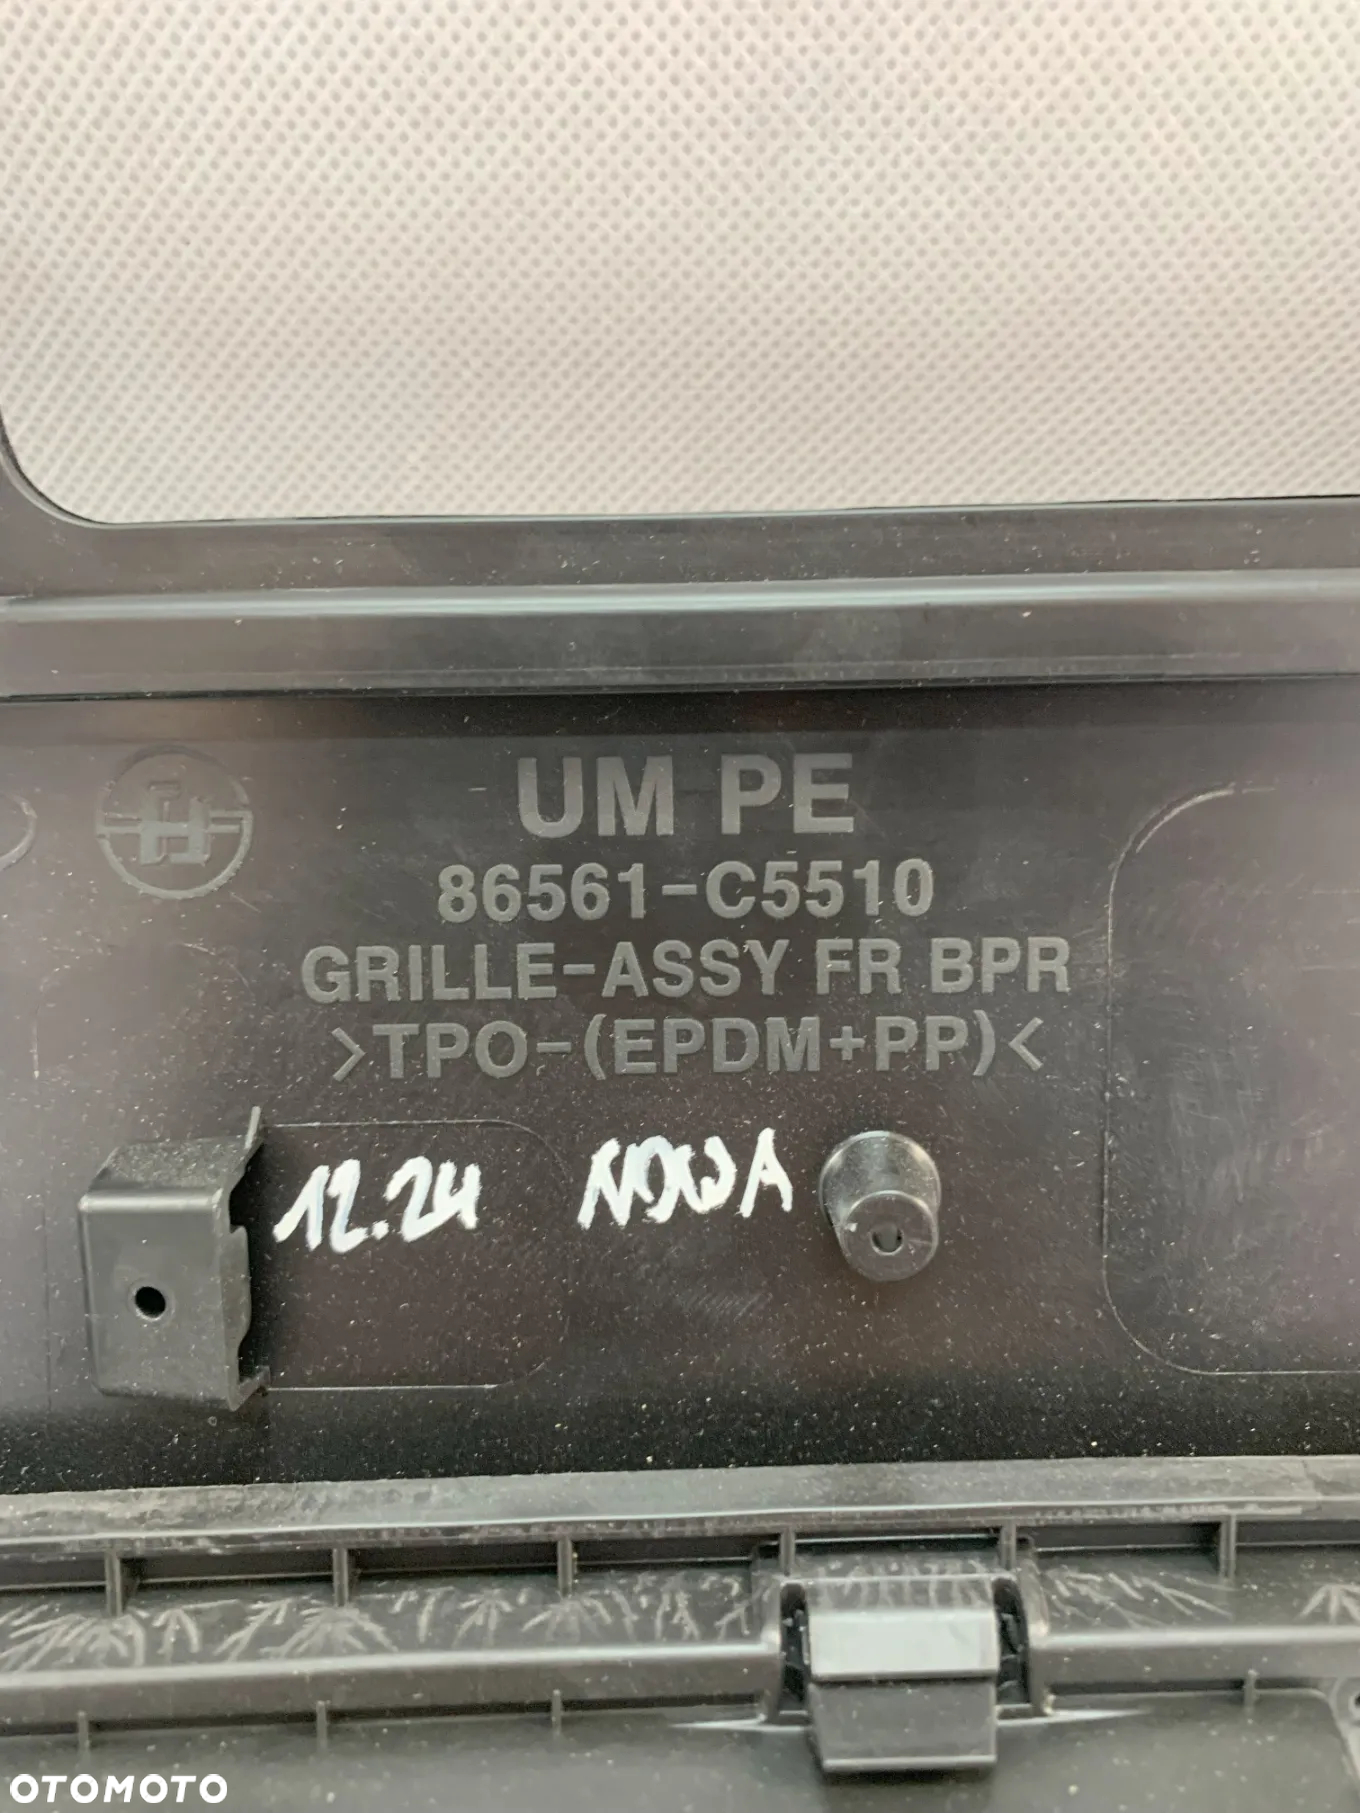 UM PE
86561-C5510
GRILLE-ASSY FR BPR
>TPO-(EPDM+PP)<
12.24 NOWA
OTOMOTO